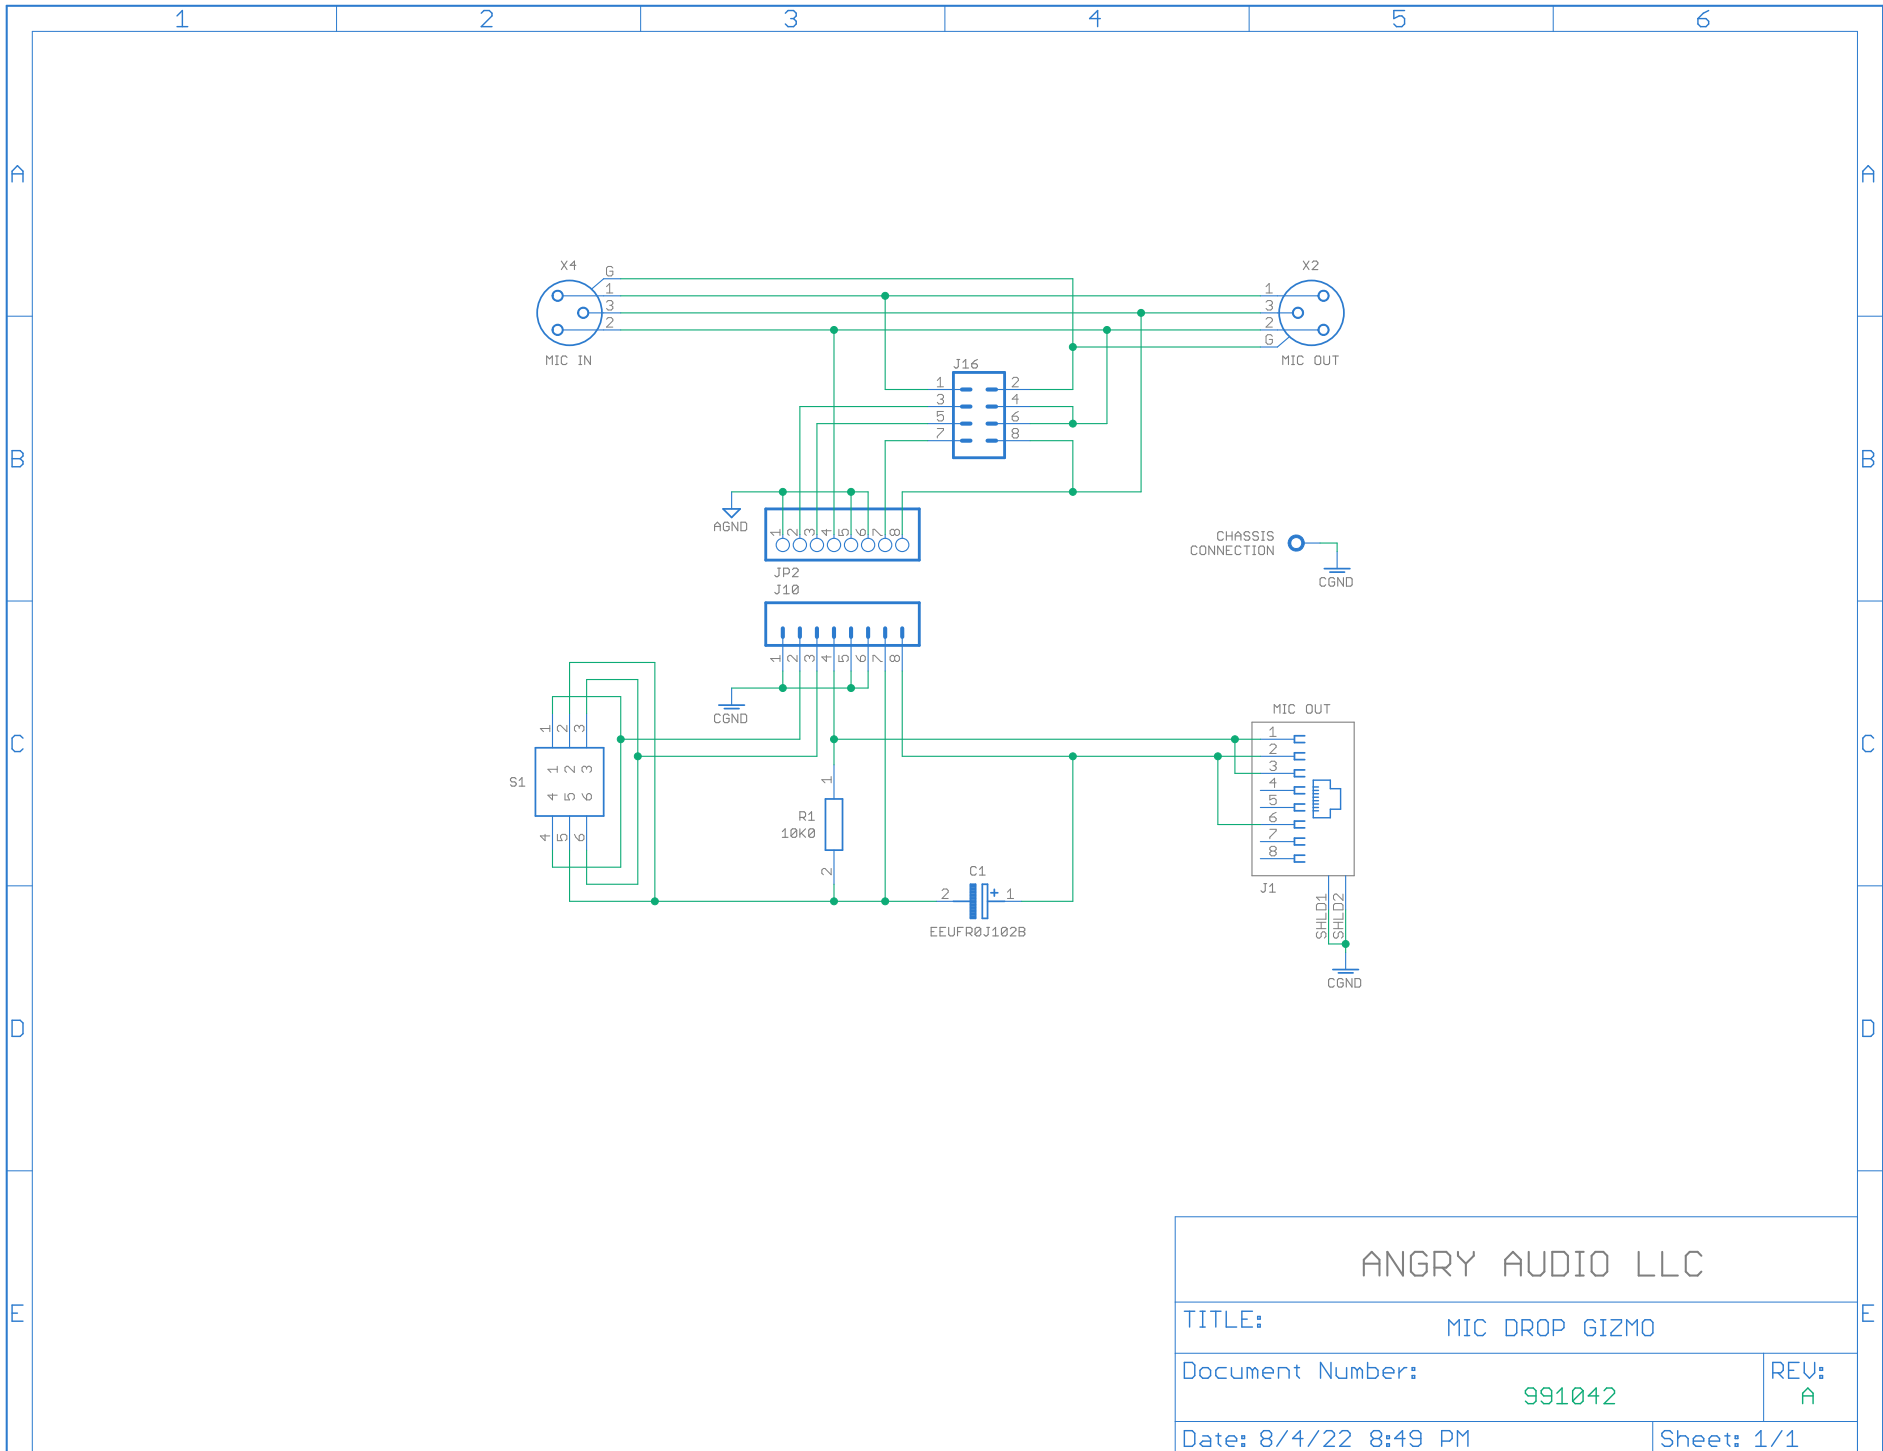 1 2 3 4 5 6
A A
X4 X2
G
1 1
3 3
2 2
G
MIC IN MIC OUT
J16
1 2
3 4
5 6
7 8
B B
AGND
1 2 3 4 5 6 7 8
JP2
CHASSIS
CONNECTION
CGND
J10
1 2 3 4 5 6 7 8
CGND
MIC OUT
C C
1 2 3
1 2 3
4 5 6
S1
4 5 6
1
R1
10K0
2
1
2
3
4
5
6
7
8
J1
C1
2 + 1
EEUFR0J102B
SHLD1
SHLD2
CGND
D D
E E
ANGRY AUDIO LLC
TITLE:
MIC DROP GIZMO
Document Number:
991042
REV:
A
Date: 8/4/22 8:49 PM
Sheet: 1/1